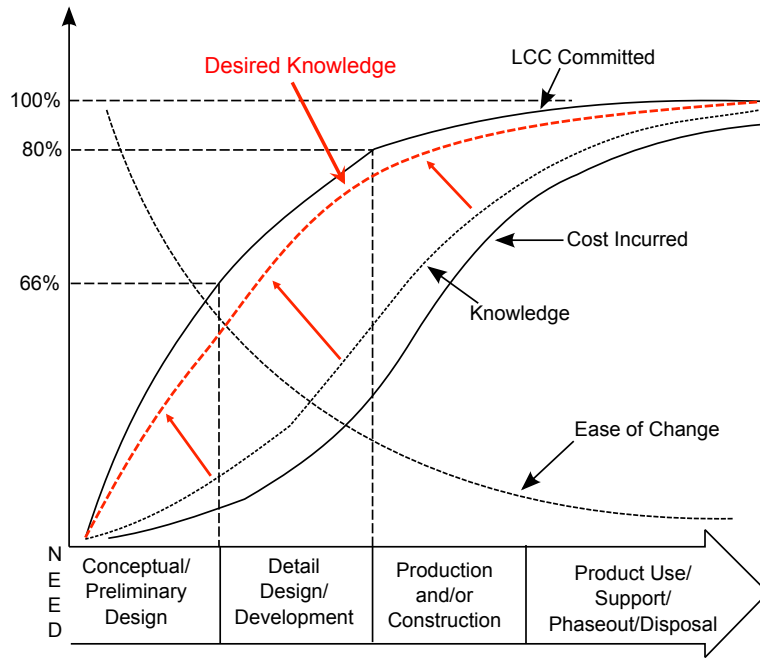 LCC Committed
Desired Knowledge
100%
80%
Cost Incurred
66%
Knowledge
Ease of Change
N
E
E
D
Conceptual/
Preliminary
Design
Detail
Design/
Development
Production
and/or
Construction
Product Use/
Support/
Phaseout/Disposal